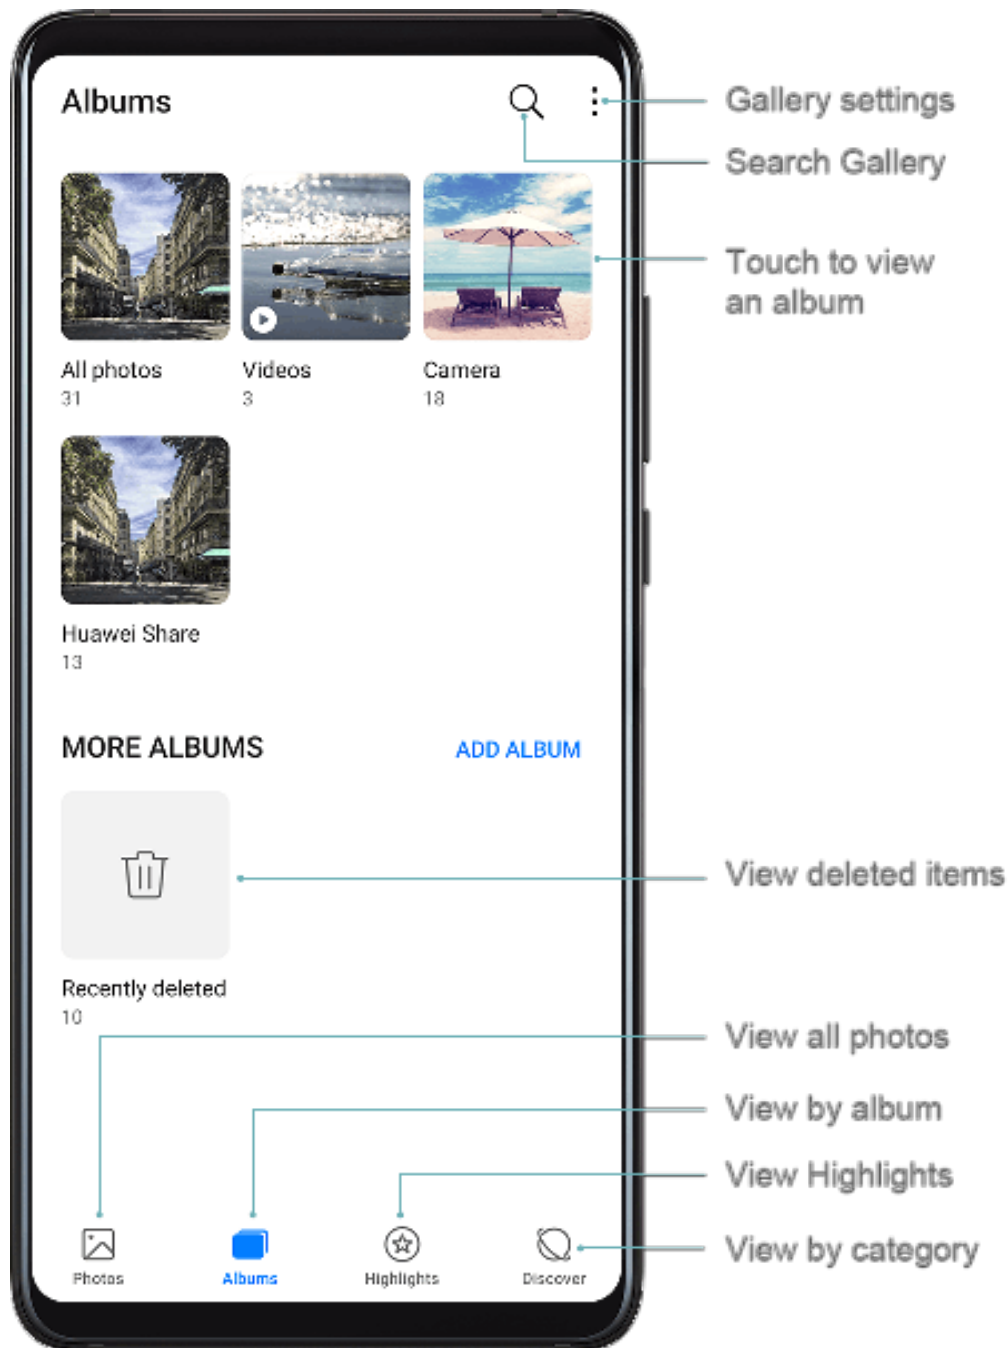 Albums
Gallery settings
Search Gallery
Touch to view
an album
All photos
31
Videos
3
Camera
18
Huawei Share
13
MORE ALBUMS
ADD ALBUM
View deleted items
Recently deleted
10
View all photos
View by album
View Highlights
View by category
Photos
Albums
Highlights
Discover